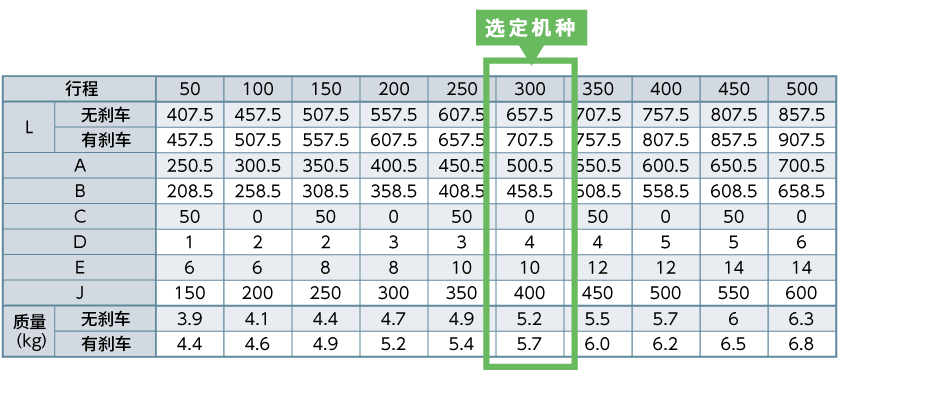 选定机种
行程 50 100 150 200 250 300 350 400 450 500
L 无刹车 407.5 457.5 507.5 557.5 607.5 657.5 707.5 757.5 807.5 857.5
有刹车 457.5 507.5 557.5 607.5 657.5 707.5 757.5 807.5 857.5 907.5
A 250.5 300.5 350.5 400.5 450.5 500.5 550.5 600.5 650.5 700.5
B 208.5 258.5 308.5 358.5 408.5 458.5 508.5 558.5 608.5 658.5
C 50 0 50 0 50 0 50 0 50 0
D 1 2 2 3 3 4 4 5 5 6
E 6 6 8 8 10 10 12 12 14 14
J 150 200 250 300 350 400 450 500 550 600
质量(kg) 无刹车 3.9 4.1 4.4 4.7 4.9 5.2 5.5 5.7 6 6.3
有刹车 4.4 4.6 4.9 5.2 5.4 5.7 6.0 6.2 6.5 6.8